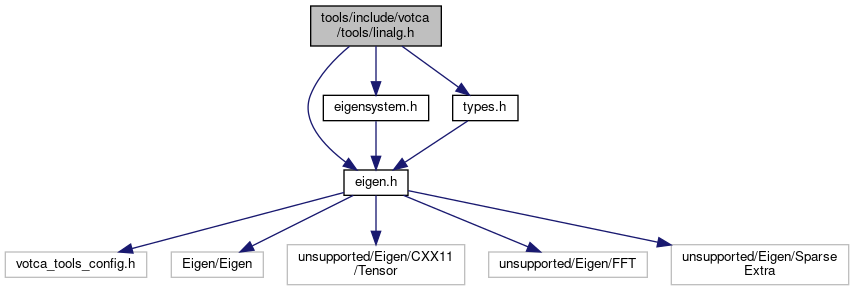 tools/include/votca
/tools/linalg.h
eigensystem.h
types.h
eigen.h
votca_tools_config.h
Eigen/Eigen
unsupported/Eigen/CXX11
/Tensor
unsupported/Eigen/FFT
unsupported/Eigen/Sparse
Extra